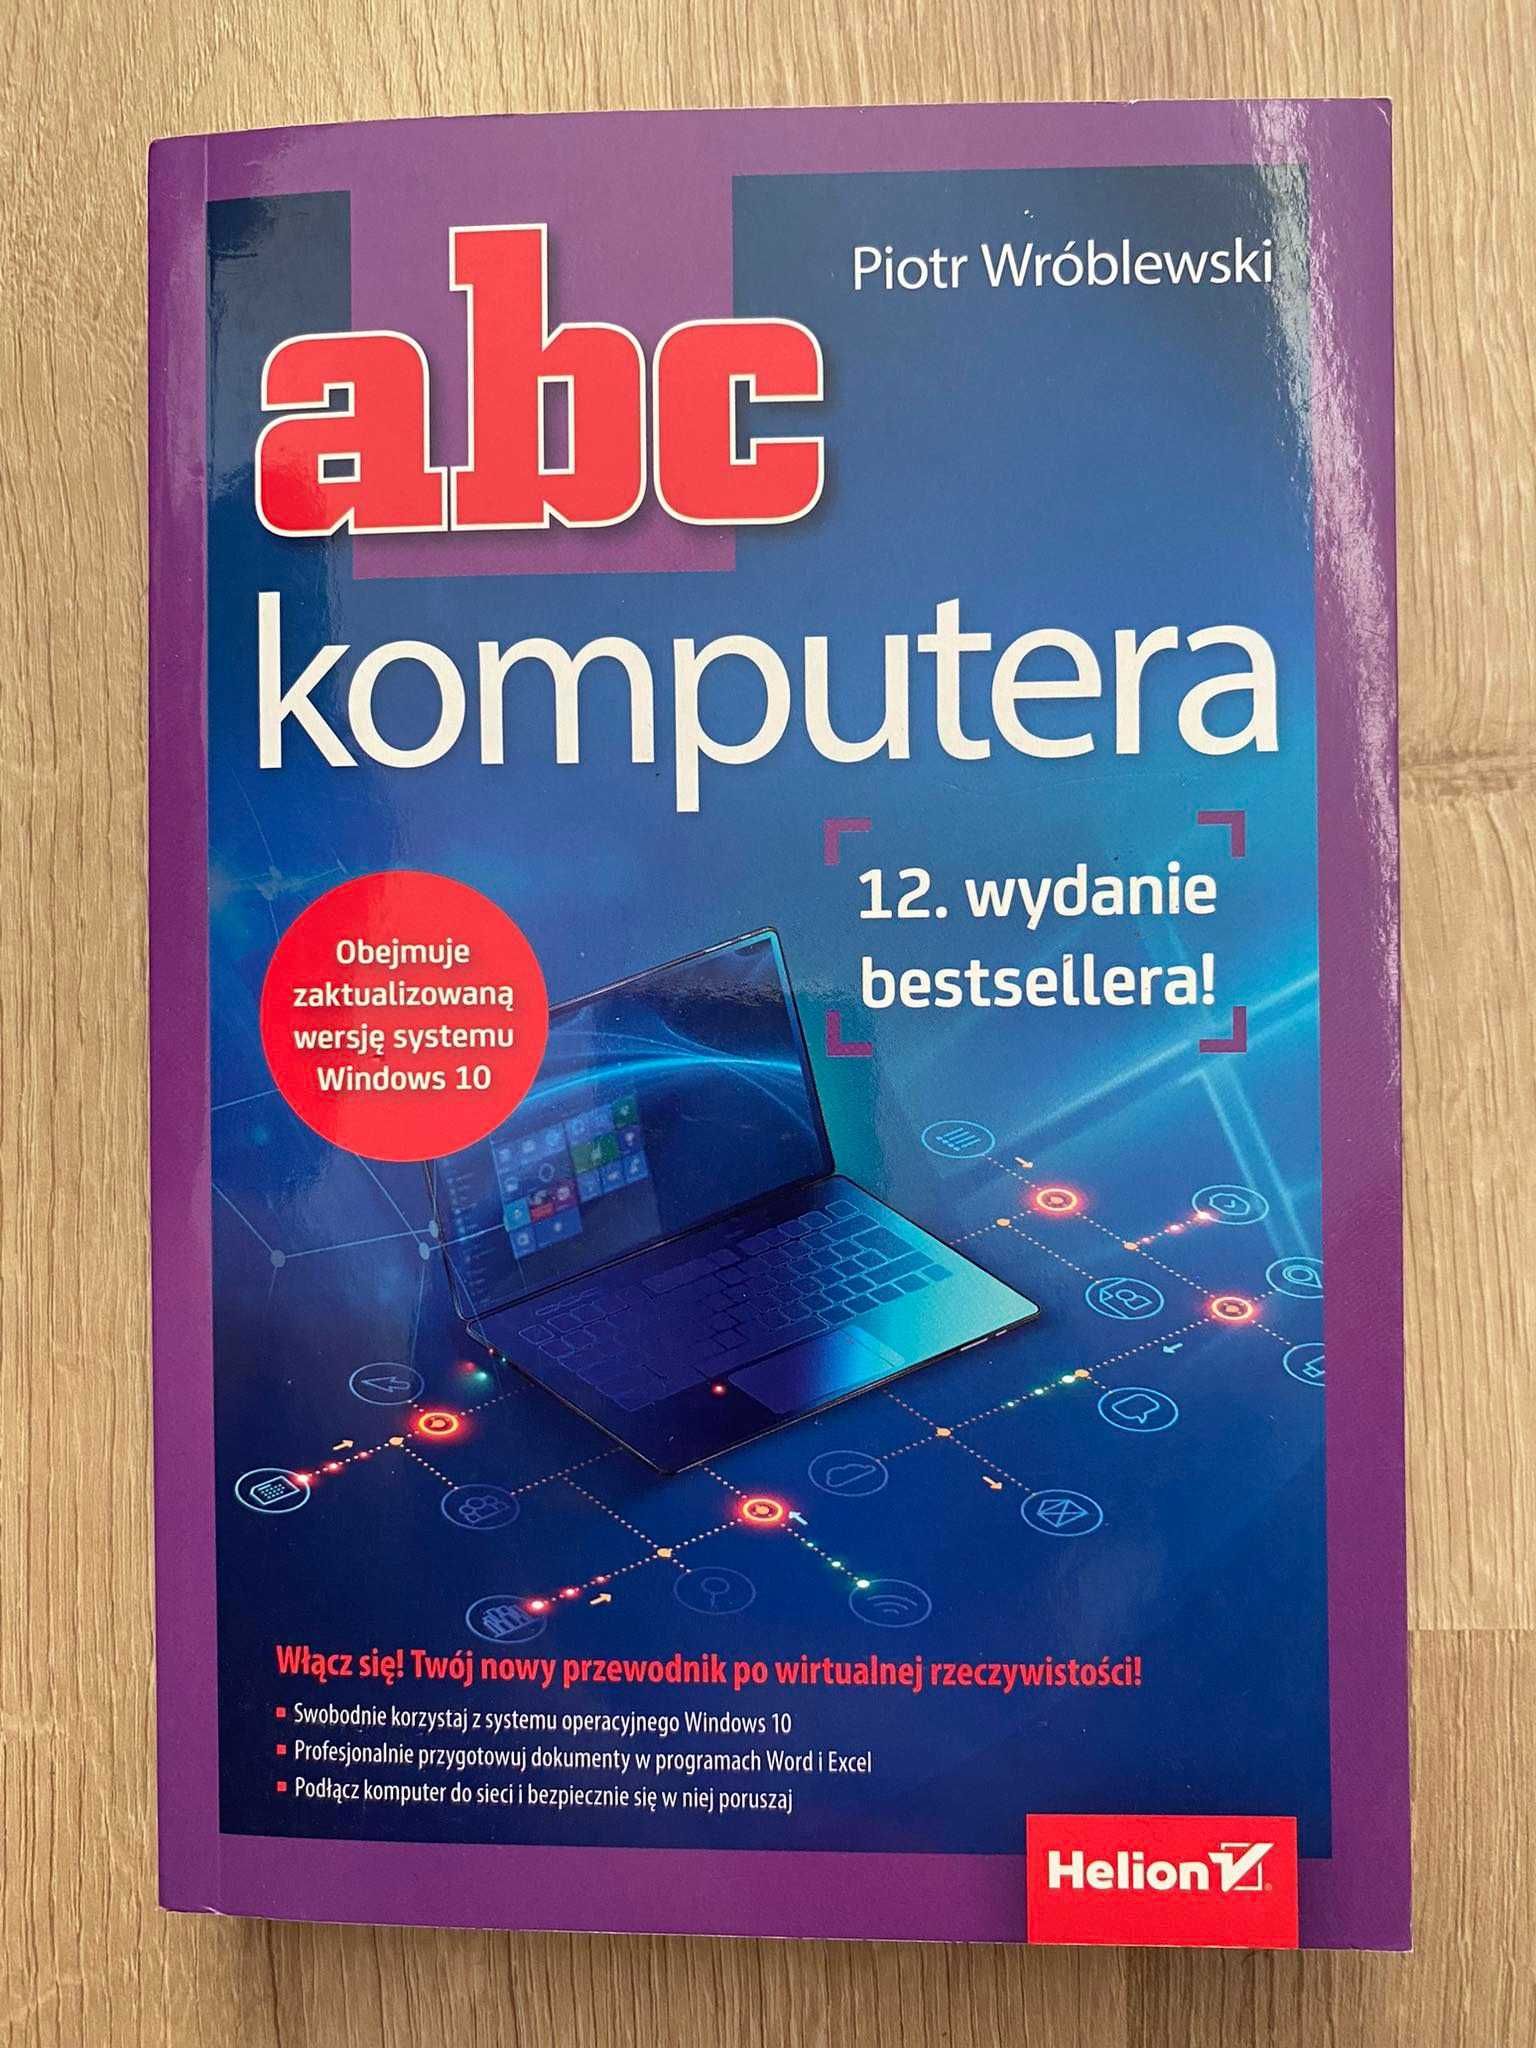 Piotr Wróblewski
abc
komputera
12. wydanie
bestsellera!
Obejmuje
zaktualizowaną
wersję systemu
Windows 10
Włącz się! Twój nowy przewodnik po wirtualnej rzeczywistości!
▪ Swobodnie korzystaj z systemu operacyjnego Windows 10
▪ Profesjonalnie przygotowuj dokumenty w programach Word i Excel
▪ Podłącz komputer do sieci i bezpiecznie się w niej poruszaj
Helion